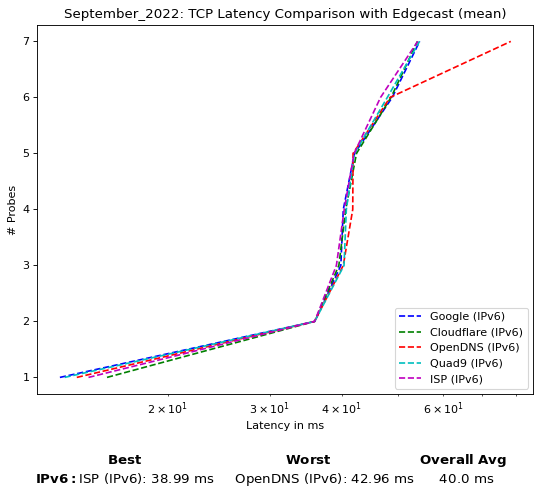 September_2022: TCP Latency Comparison with Edgecast (mean)
7
6
5
4
3
2
1
# Probes
2 × 10¹
3 × 10¹
4 × 10¹
6 × 10¹
Latency in ms
Google (IPv6)
Cloudflare (IPv6)
OpenDNS (IPv6)
Quad9 (IPv6)
ISP (IPv6)
Best Worst Overall Avg
IPv6: ISP (IPv6): 38.99 ms OpenDNS (IPv6): 42.96 ms 40.0 ms